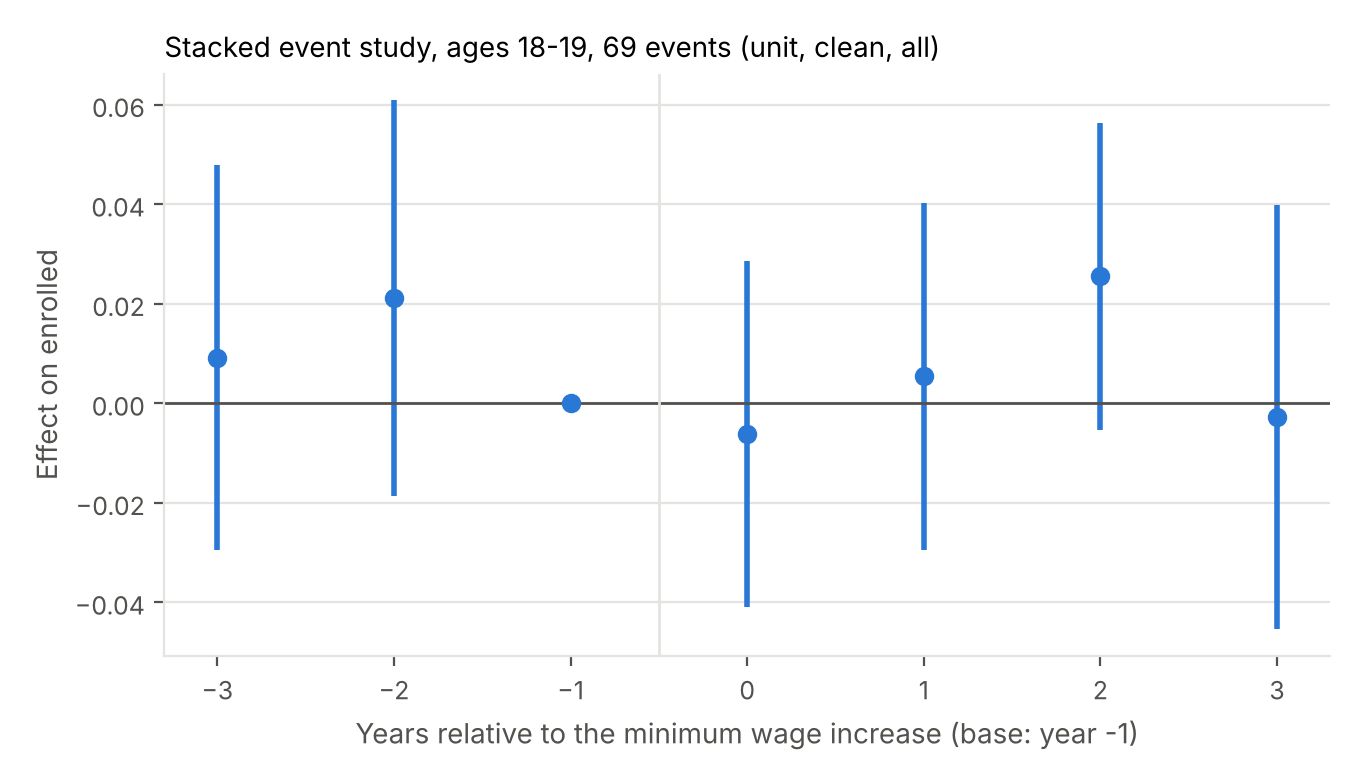 Stacked event study, ages 18-19, 69 events (unit, clean, all)
Effect on enrolled
0.06
0.04
0.02
0.00
−0.02
−0.04
−3 −2 −1 0 1 2 3
Years relative to the minimum wage increase (base: year -1)